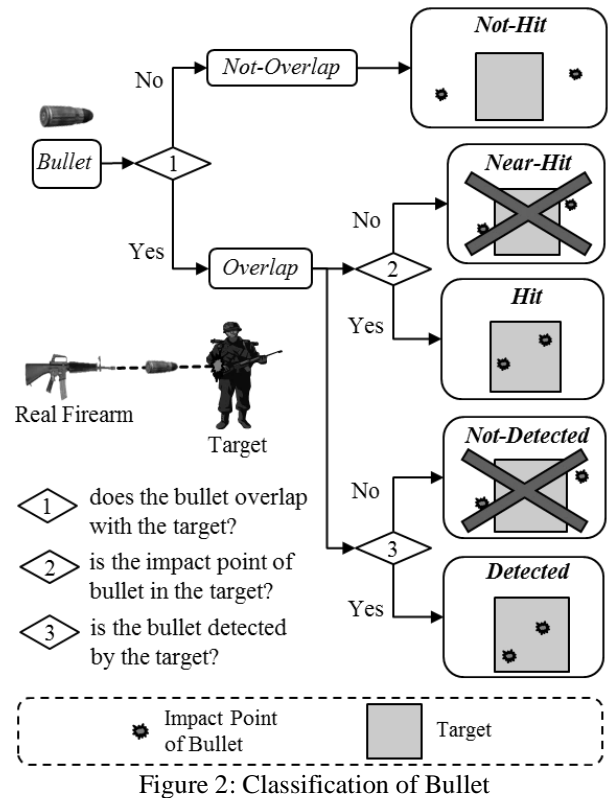 Not-Hit
No
Not-Overlap
Bullet
1
Near-Hit
No
Yes
Overlap
2
Hit
Yes
Real Firearm
Target
Not-Detected
No
1
does the bullet overlap
with the target?
3
2
is the impact point of
bullet in the target?
Detected
Yes
3
is the bullet detected
by the target?
Impact Point
of Bullet
Target
Figure 2: Classification of Bullet